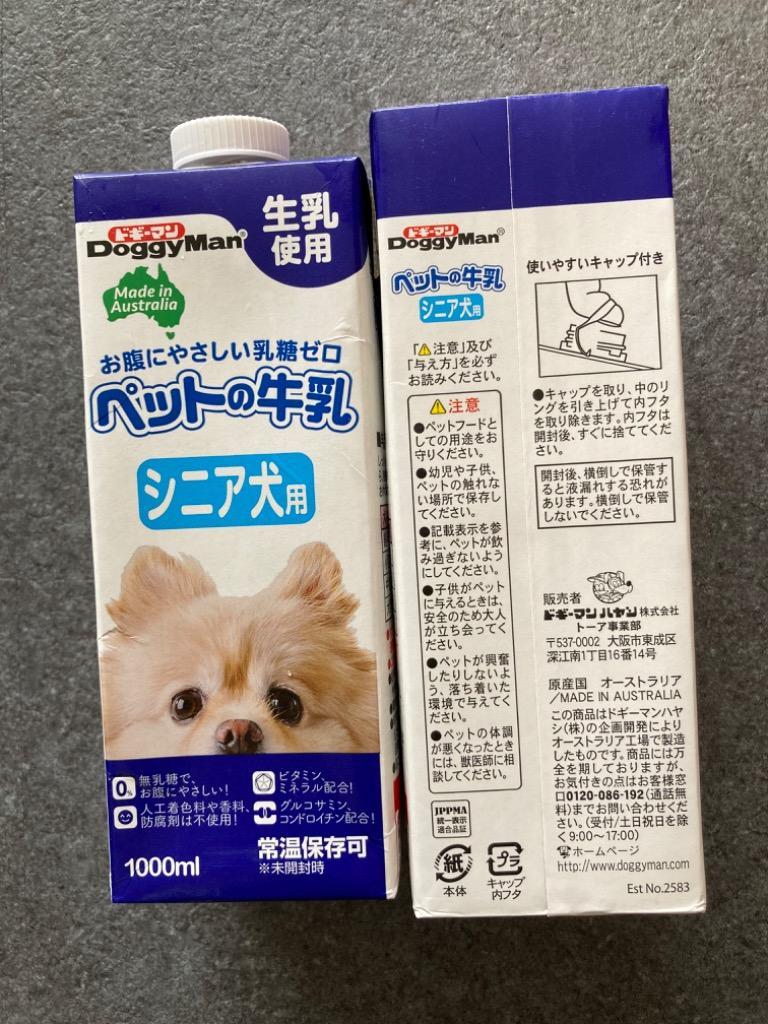 生乳
使用
ドギーマン
DoggyMan®
Made in
Australia
お腹にやさしい乳糖ゼロ
ペットの牛乳
シニア犬用
0%
無乳糖で、
お腹にやさしい!
ビタミン、
ミネラル配合!
人工着色料や香料、
防腐剤は不使用!
グルコサミン、
コンドロイチン配合!
1000ml
常温保存可
※未開封時
ドギーマン
DoggyMan®
ペットの牛乳
シニア犬用
「⚠注意」及び
「与え方」を必ず
お読みください。
⚠注意
●ペットフードと
しての用途をお
守りください。
●幼児や子供、
ペットの触れな
い場所で保存し
てください。
●記載表示を参
考に、ペットが飲
み過ぎないよう
にしてください。
●子供がペット
に与えるときは、
安全のため大人
が立ち会ってく
ださい。
●ペットが興奮
したりしないよ
う、落ち着いた
環境で与えてく
ださい。
●ペットの体調
が悪くなったとき
には、獣医師に相
談してください。
JPPMA
統一表示
適合品証
紙
本体
プラ
キャップ
内フタ
使いやすいキャップ付き
●キャップを取り、中のリ
ングを引き上げて内フタ
を取り除きます。内フタは
開封後、すぐに捨ててくだ
さい。
開封後、横倒しで保管す
ると液漏れする恐れが
あります。横倒しで保管
しないでください。
販売者
ドギーマンハヤシ株式会社
トーア事業部
〒537-0002 大阪市東成区
深江南1丁目16番14号
原産国 オーストラリア
/MADE IN AUSTRALIA
この商品はドギーマンハヤ
シ(株)の企画開発により
オーストラリア工場で製造
したものです。商品には万
全を期しておりますが、
お気付きの点はお客様窓
口0120-086-192(通話無
料)までお問い合わせくだ
さい。(受付/土日祝日を除
く9:00〜17:00)
ホームページ
http://www.doggyman.com
Est No.2583